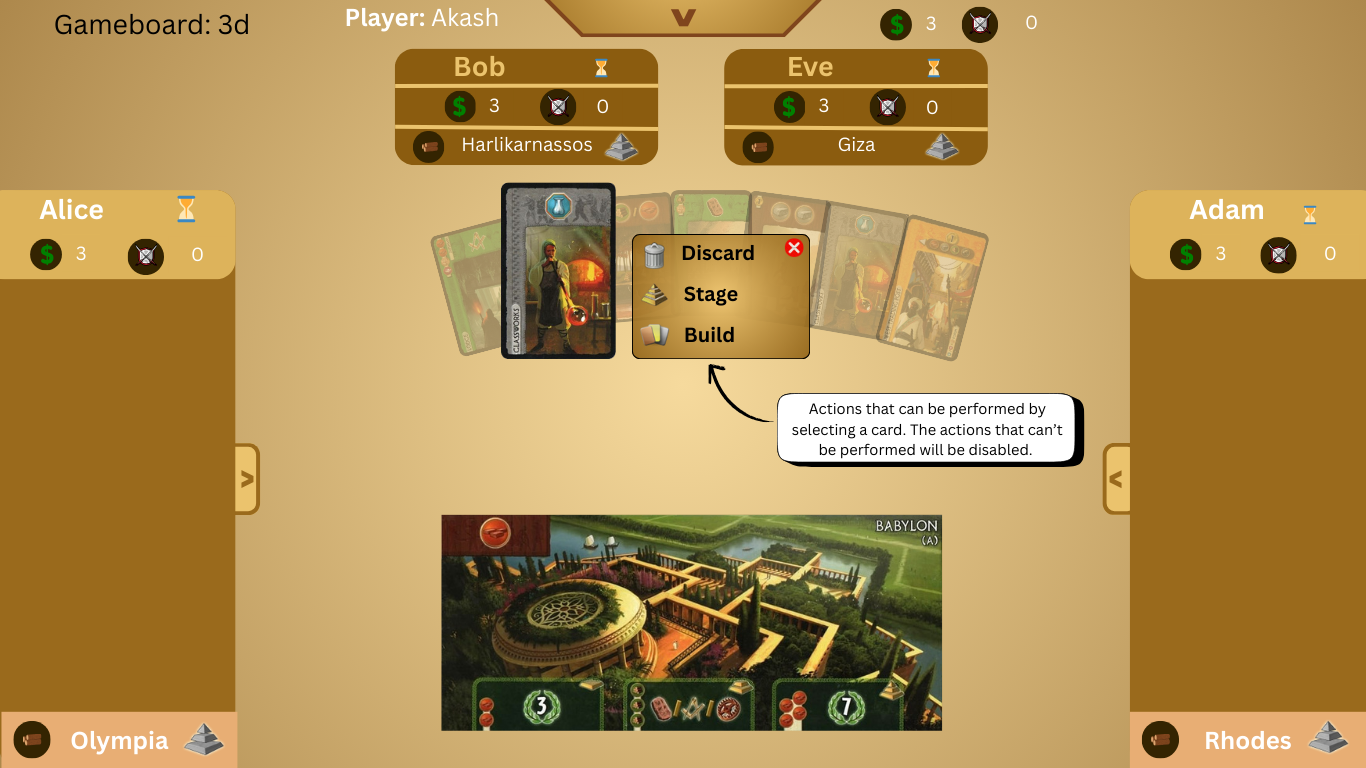 Gameboard: 3d
Player: Akash
V
$ 3 0
Bob
$ 3 0
Harlikarnassos
Eve
$ 3 0
Giza
Alice
$ 3 0
Adam
$ 3 0
GLASSWORKS
Discard
Stage
Build
Actions that can be performed by
selecting a card. The actions that can’t
be performed will be disabled.
>
<
BABYLON
(A)
3
/ /
7
Olympia
Rhodes